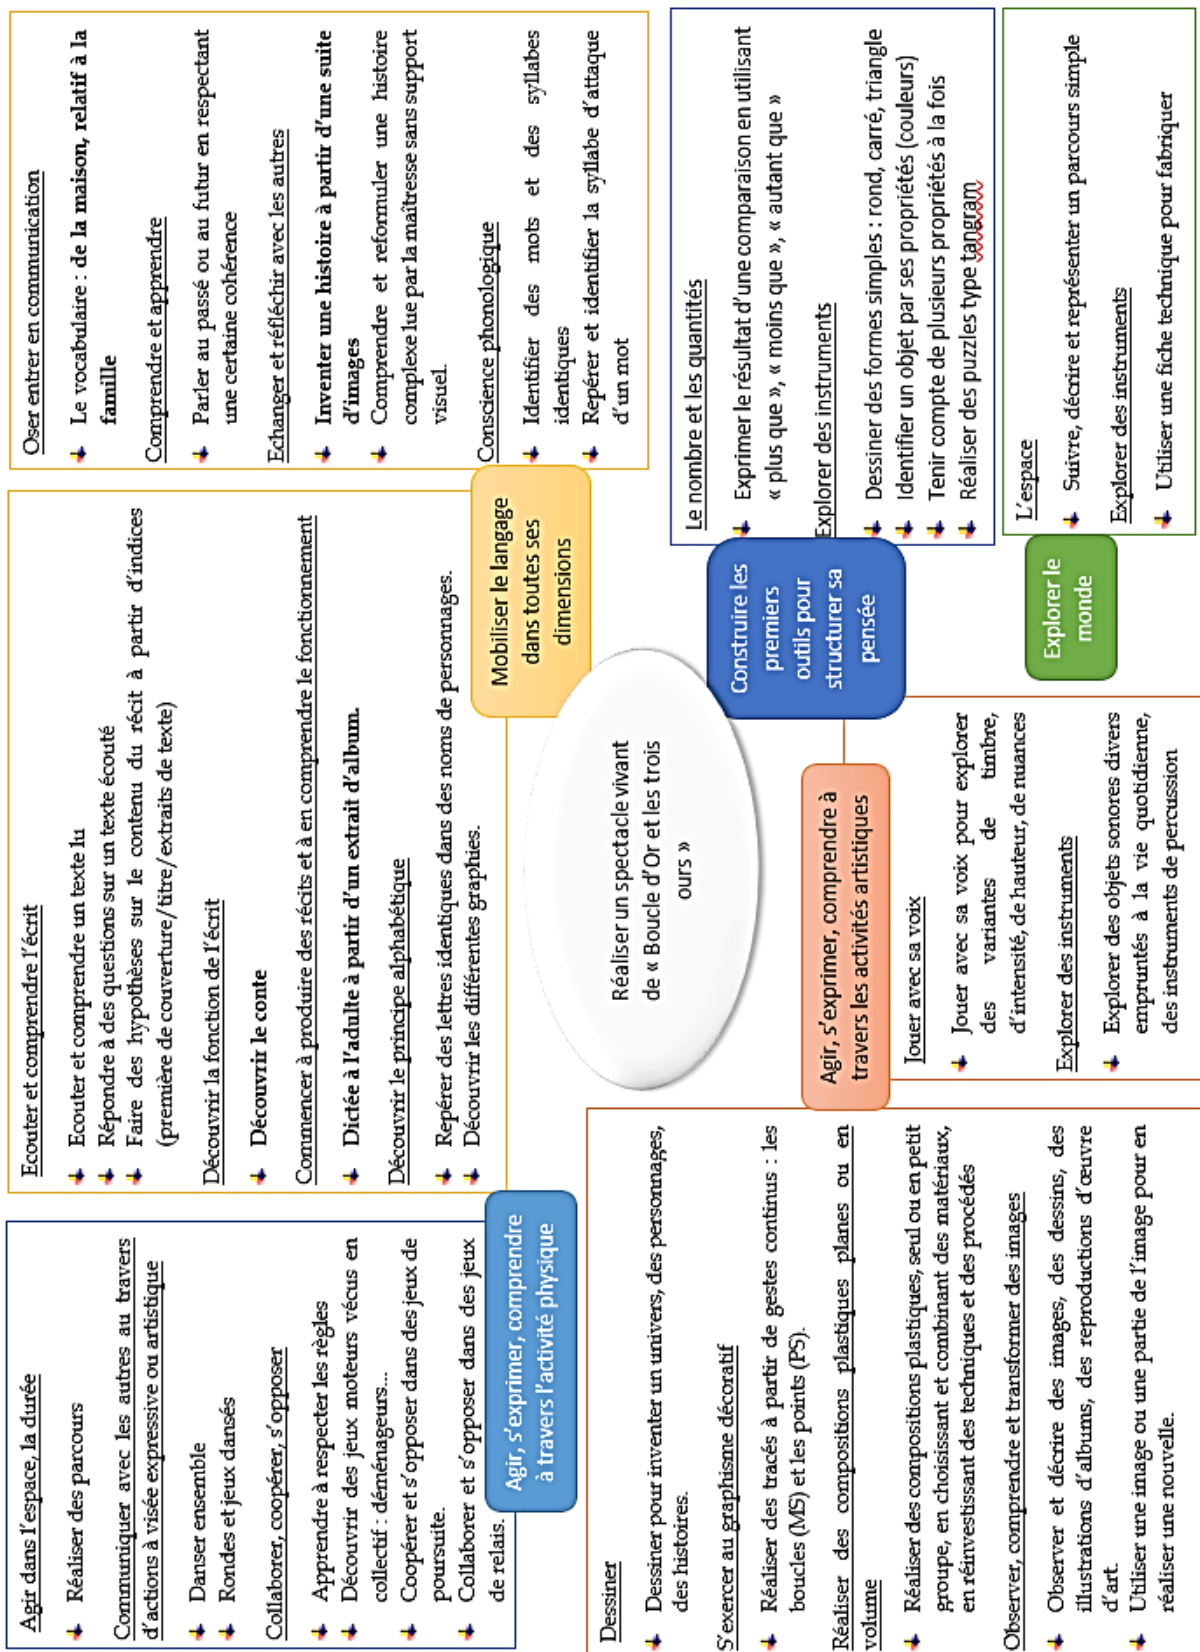 Agir dans l'espace, la durée
Réaliser des parcours
Communiquer avec les autres au travers
d'actions à visée expressive ou artistique
Danser ensemble
Rondes et jeux dansés
Collaborer, coopérer, s'opposer
Apprendre à respecter les règles
Découvrir des jeux moteurs vécus en
collectif : déménageurs…
Coopérer et s'opposer dans des jeux de
poursuite.
Collaborer et s'opposer dans des jeux
de relais.
Agir, s'exprimer, comprendre
à travers l'activité physique
Ecouter et comprendre l'écrit
Ecouter et comprendre un texte lu
Répondre à des questions sur un texte écouté
Faire des hypothèses sur le contenu du récit à partir d'indices
(première de couverture/titre/extraits de texte)
Découvrir la fonction de l'écrit
Découvrir le conte
Commencer à produire des récits et à en comprendre le fonctionnement
Dictée à l'adulte à partir d'un extrait d'album.
Découvrir le principe alphabétique
Repérer des lettres identiques dans des noms de personnages.
Découvrir les différentes graphies.
Mobiliser le langage
dans toutes ses
dimensions
Oser entrer en communication
Le vocabulaire : de la maison, relatif à la
famille
Comprendre et apprendre
Parler au passé ou au futur en respectant
une certaine cohérence
Echanger et réfléchir avec les autres
Inventer une histoire à partir d'une suite
d'images
Comprendre et reformuler une histoire
complexe lue par la maîtresse sans support
visuel.
Conscience phonologique
Identifier des mots et des syllabes
identiques
Repérer et identifier la syllabe d'attaque
d'un mot
Réaliser un spectacle vivant
de « Boucle d'Or et les trois
ours »
Dessiner
Dessiner pour inventer un univers, des personnages,
des histoires.
S'exercer au graphisme décoratif
Réaliser des tracés à partir de gestes continus : les
boucles (MS) et les points (PS).
Réaliser des compositions plastiques planes ou en
volume
Réaliser des compositions plastiques, seul ou en petit
groupe, en choisissant et combinant des matériaux,
en réinvestissant des techniques et des procédés
Observer, comprendre et transformer des images
Observer et décrire des images, des dessins, des
illustrations d'albums, des reproductions d'œuvre
d'art.
Utiliser une image ou une partie de l'image pour en
réaliser une nouvelle.
Agir, s'exprimer, comprendre à
travers les activités artistiques
Jouer avec sa voix
Jouer avec sa voix pour explorer
des variantes de timbre,
d'intensité, de hauteur, de nuances
Explorer des instruments
Explorer des objets sonores divers
empruntés à la vie quotidienne,
des instruments de percussion
Construire les
premiers
outils pour
structurer sa
pensée
Le nombre et les quantités
Exprimer le résultat d'une comparaison en utilisant
« plus que », « moins que », « autant que »
Explorer des instruments
Dessiner des formes simples : rond, carré, triangle
Identifier un objet par ses propriétés (couleurs)
Tenir compte de plusieurs propriétés à la fois
Réaliser des puzzles type tangram
Explorer le
monde
L'espace
Suivre, décrire et représenter un parcours simple
Explorer des instruments
Utiliser une fiche technique pour fabriquer